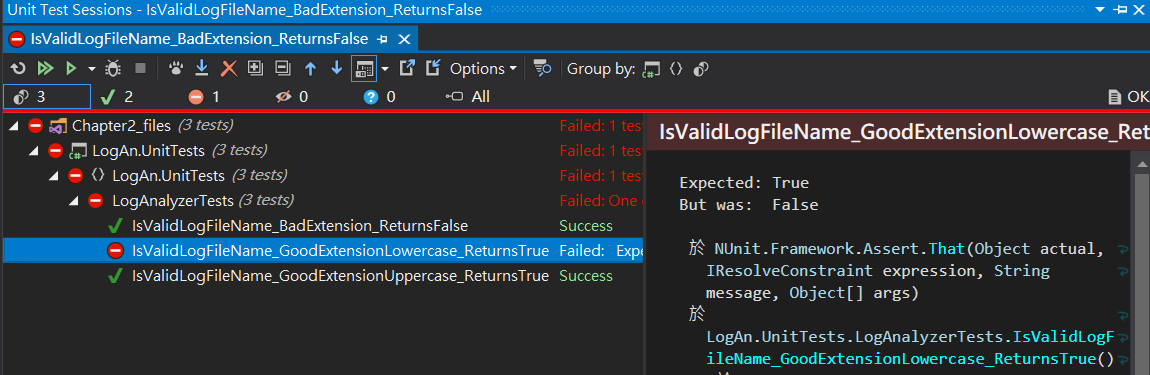 Unit Test Sessions - IsValidLogFileName_BadExtension_ReturnsFalse
IsValidLogFileName_BadExtension_ReturnsFalse
Options
Group by:
3 2 1 0 0 All OK
Chapter2_files (3 tests) Failed: 1 tes
LogAn.UnitTests (3 tests) Failed: 1 tes
LogAn.UnitTests (3 tests) Failed: 1 tes
LogAnalyzerTests (3 tests) Failed: One
IsValidLogFileName_BadExtension_ReturnsFalse Success
IsValidLogFileName_GoodExtensionLowercase_ReturnsTrue Failed: Expe
IsValidLogFileName_GoodExtensionUppercase_ReturnsTrue Success
IsValidLogFileName_GoodExtensionLowercase_Ret
Expected: True
But was: False
於 NUnit.Framework.Assert.That(Object actual,
IResolveConstraint expression, String
message, Object[] args)
於
LogAn.UnitTests.LogAnalyzerTests.IsValidLogF
ileName_GoodExtensionLowercase_ReturnsTrue()